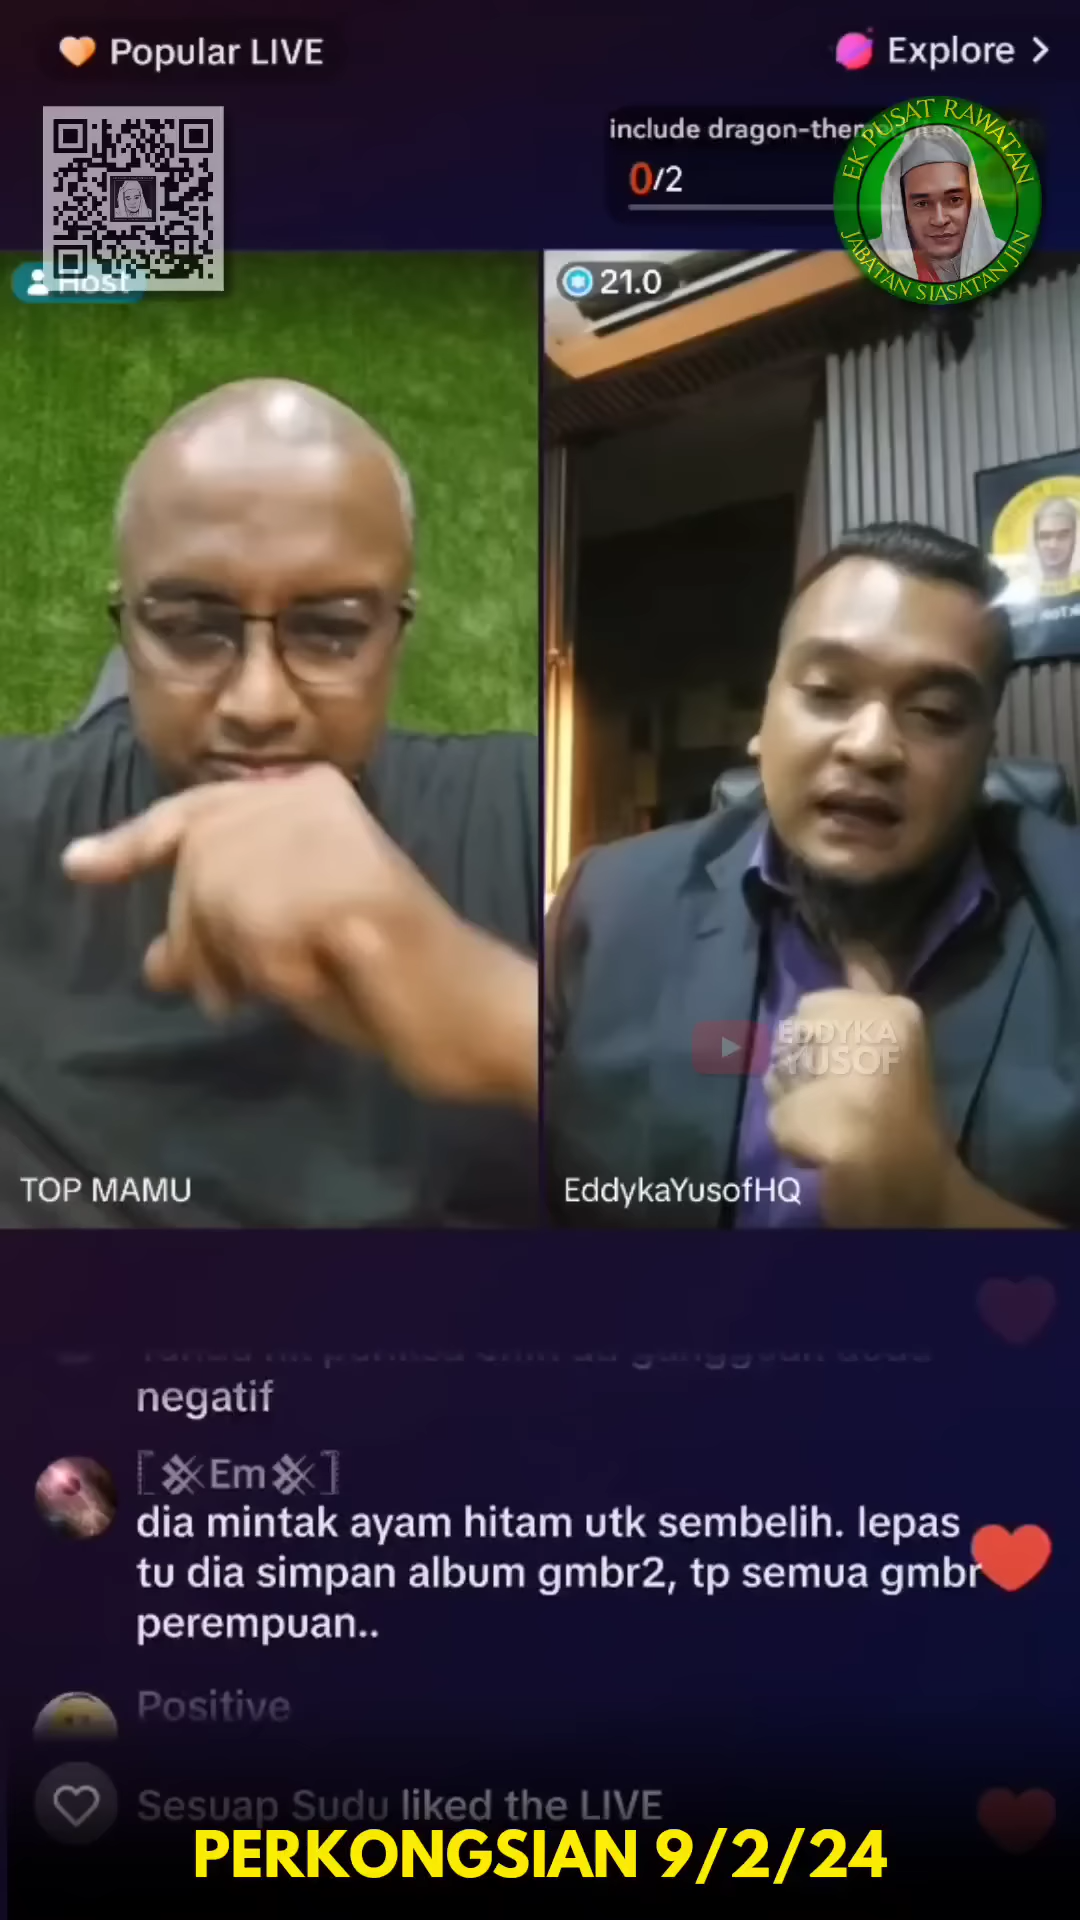 Popular LIVE
Explore
include dragon-them
0/2
EK PUSAT RAWATAN
JABATAN SIASATAN JIN
Host
21.0
EDDYKA
YUSOF
TOP MAMU
EddykaYusofHQ
negatif
Em
dia mintak ayam hitam utk sembelih. lepas
tu dia simpan album gmbr2, tp semua gmbr
perempuan..
Positive
Sesuap Sudu liked the LIVE
PERKONGSIAN 9/2/24